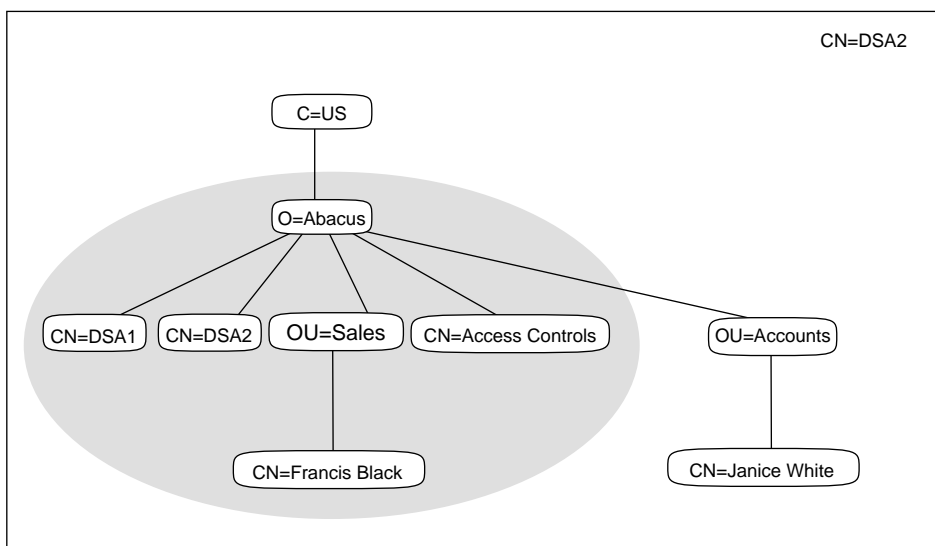 CN=DSA2
C=US
O=Abacus
CN=DSA1
CN=DSA2
OU=Sales
CN=Access Controls
OU=Accounts
CN=Francis Black
CN=Janice White